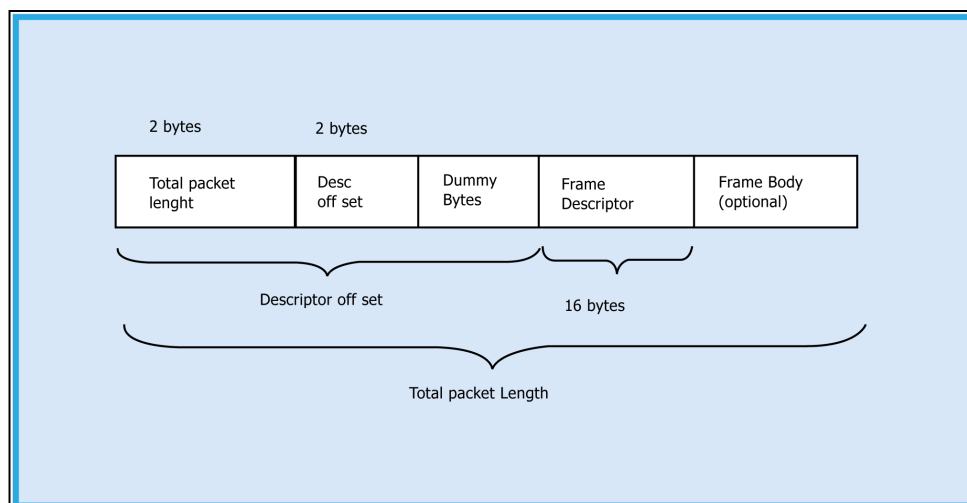 2 bytes
2 bytes
Total packet
lenght
Desc
off set
Dummy
Bytes
Frame
Descriptor
Frame Body
(optional)
Descriptor off set
16 bytes
Total packet Length